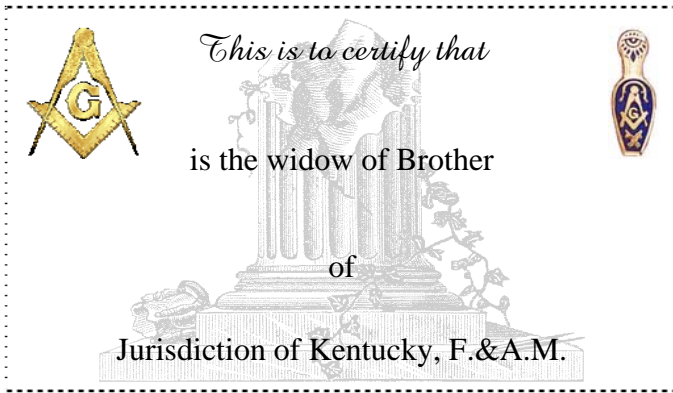 This is to certify that
G
G
is the widow of Brother
of
Jurisdiction of Kentucky, F.&A.M.